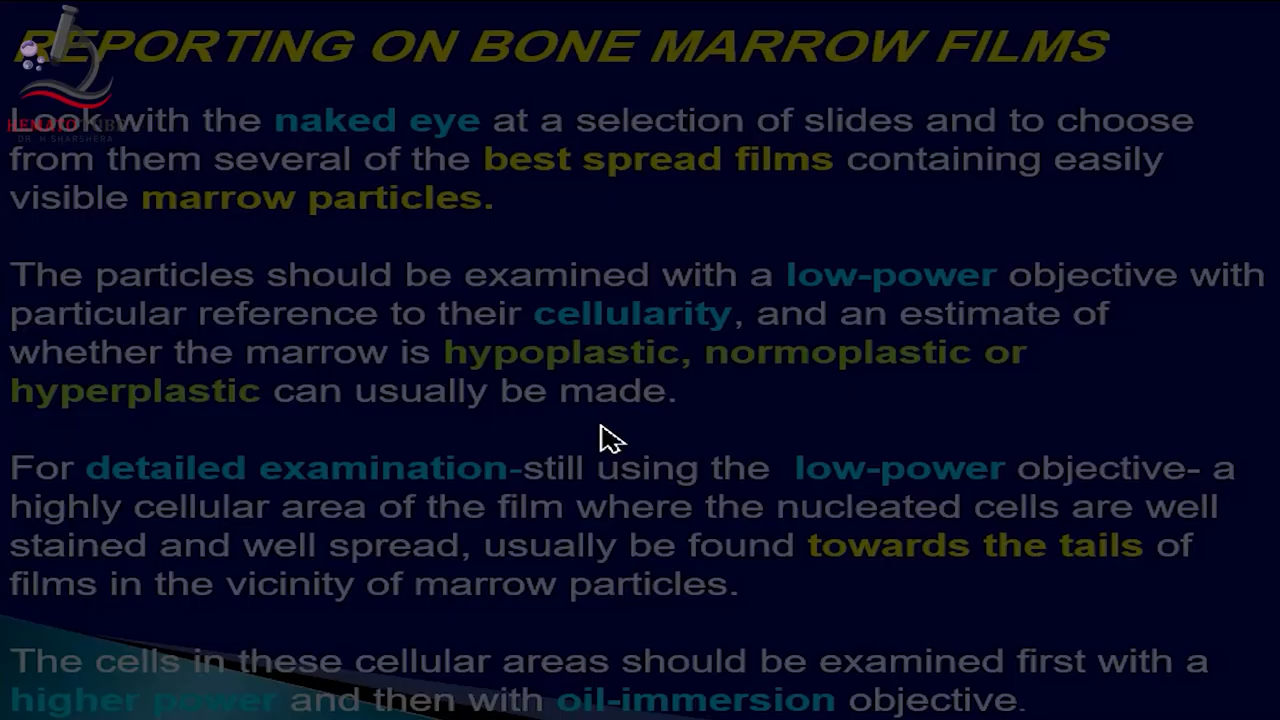 REPORTING ON BONE MARROW FILMS
Look with the naked eye at a selection of slides and to choose
from them several of the best spread films containing easily
visible marrow particles.
The particles should be examined with a low-power objective with
particular reference to their cellularity, and an estimate of
whether the marrow is hypoplastic, normoplastic or
hyperplastic can usually be made.
For detailed examination-still using the low-power objective- a
highly cellular area of the film where the nucleated cells are well
stained and well spread, usually be found towards the tails of
films in the vicinity of marrow particles.
The cells in these cellular areas should be examined first with a
higher power and then with oil-immersion objective.
DR. H SHARSHERA